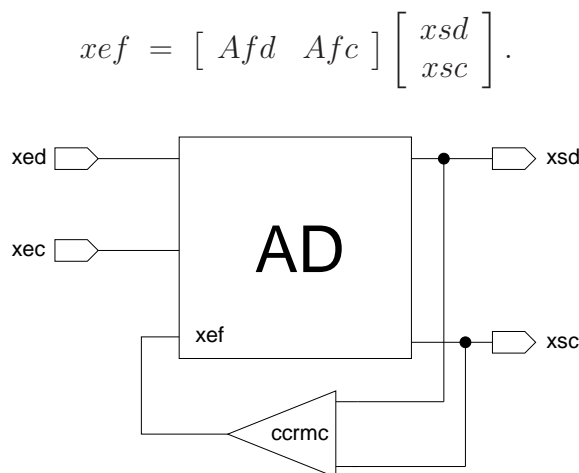 xef = [ Afd Afc ] [ xsd
xsc ] .
xed
xsd
xec
AD
xef
xsc
ccrmc